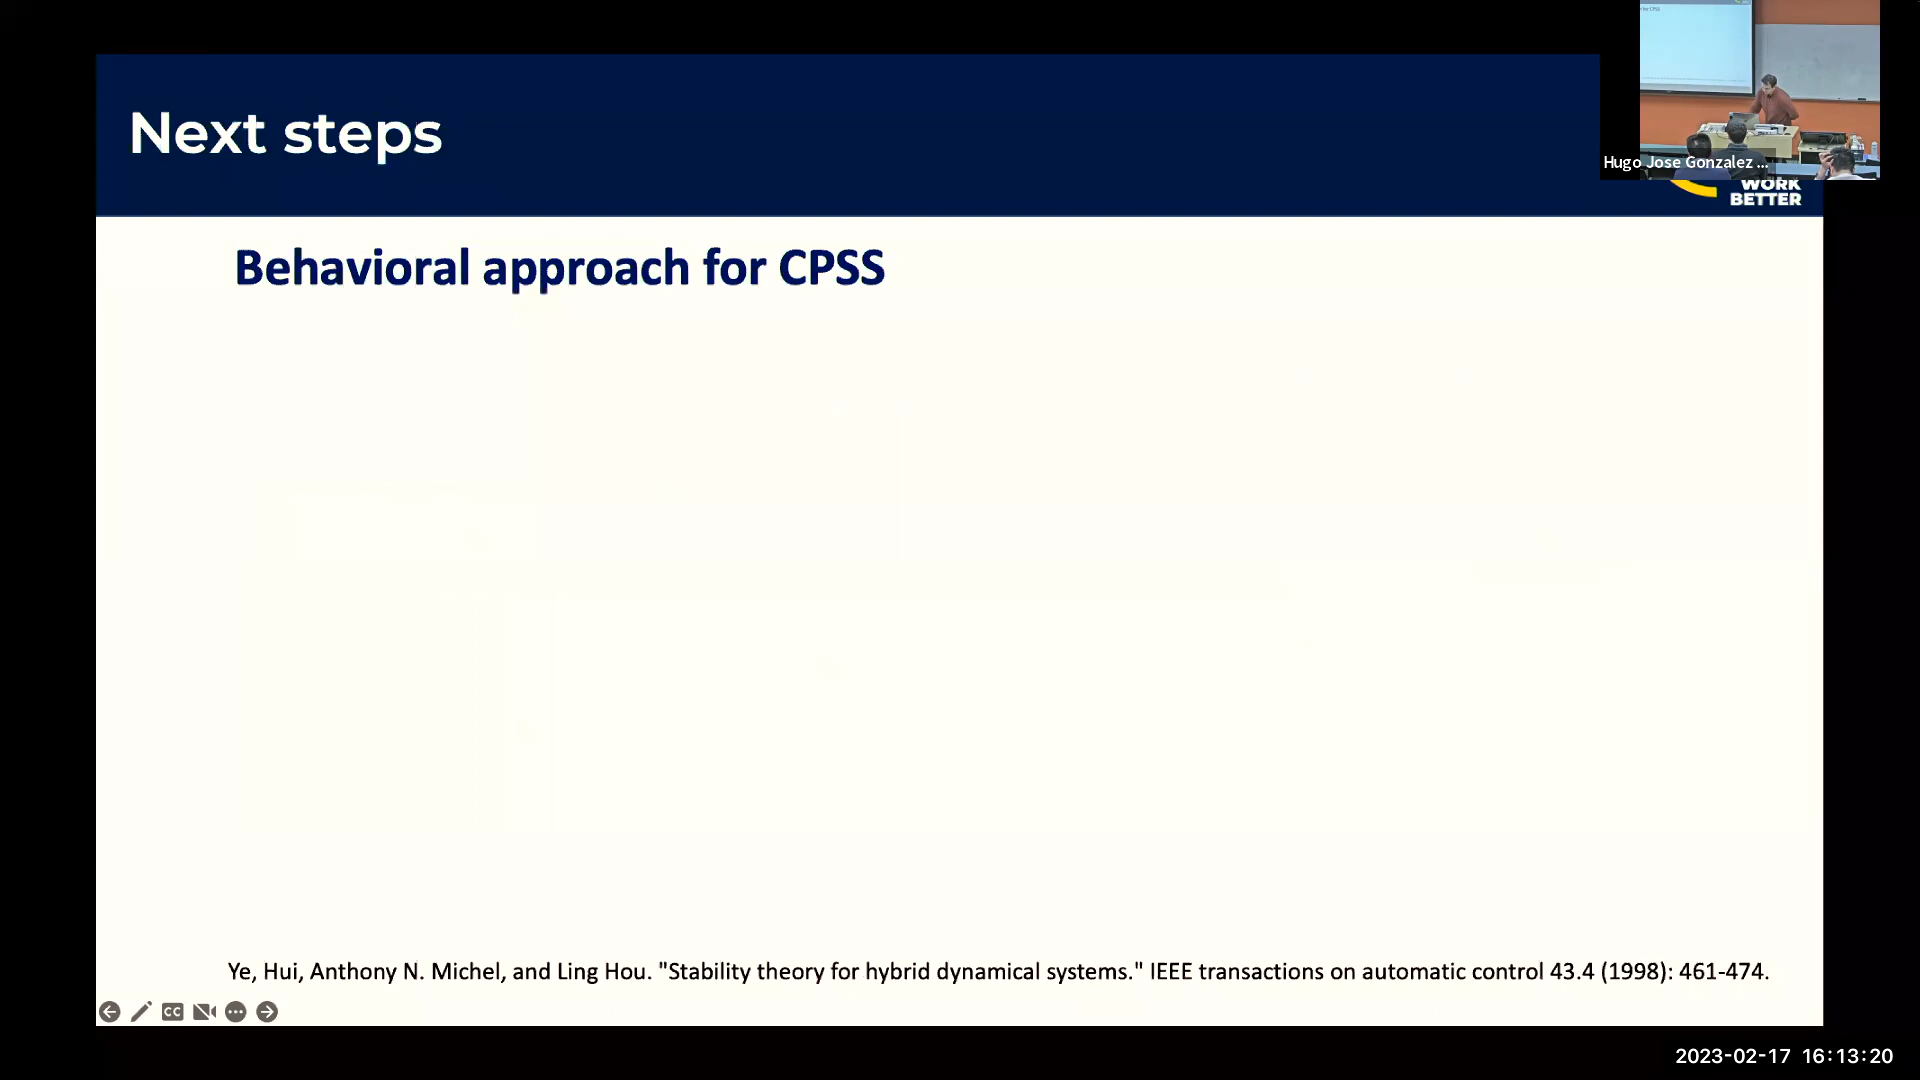 Next steps
Hugo Jose Gonzalez ...
WORK
BETTER
Behavioral approach for CPSS
Ye, Hui, Anthony N. Michel, and Ling Hou. "Stability theory for hybrid dynamical systems." IEEE transactions on automatic control 43.4 (1998): 461-474.
CC
2023-02-17 16:13:20